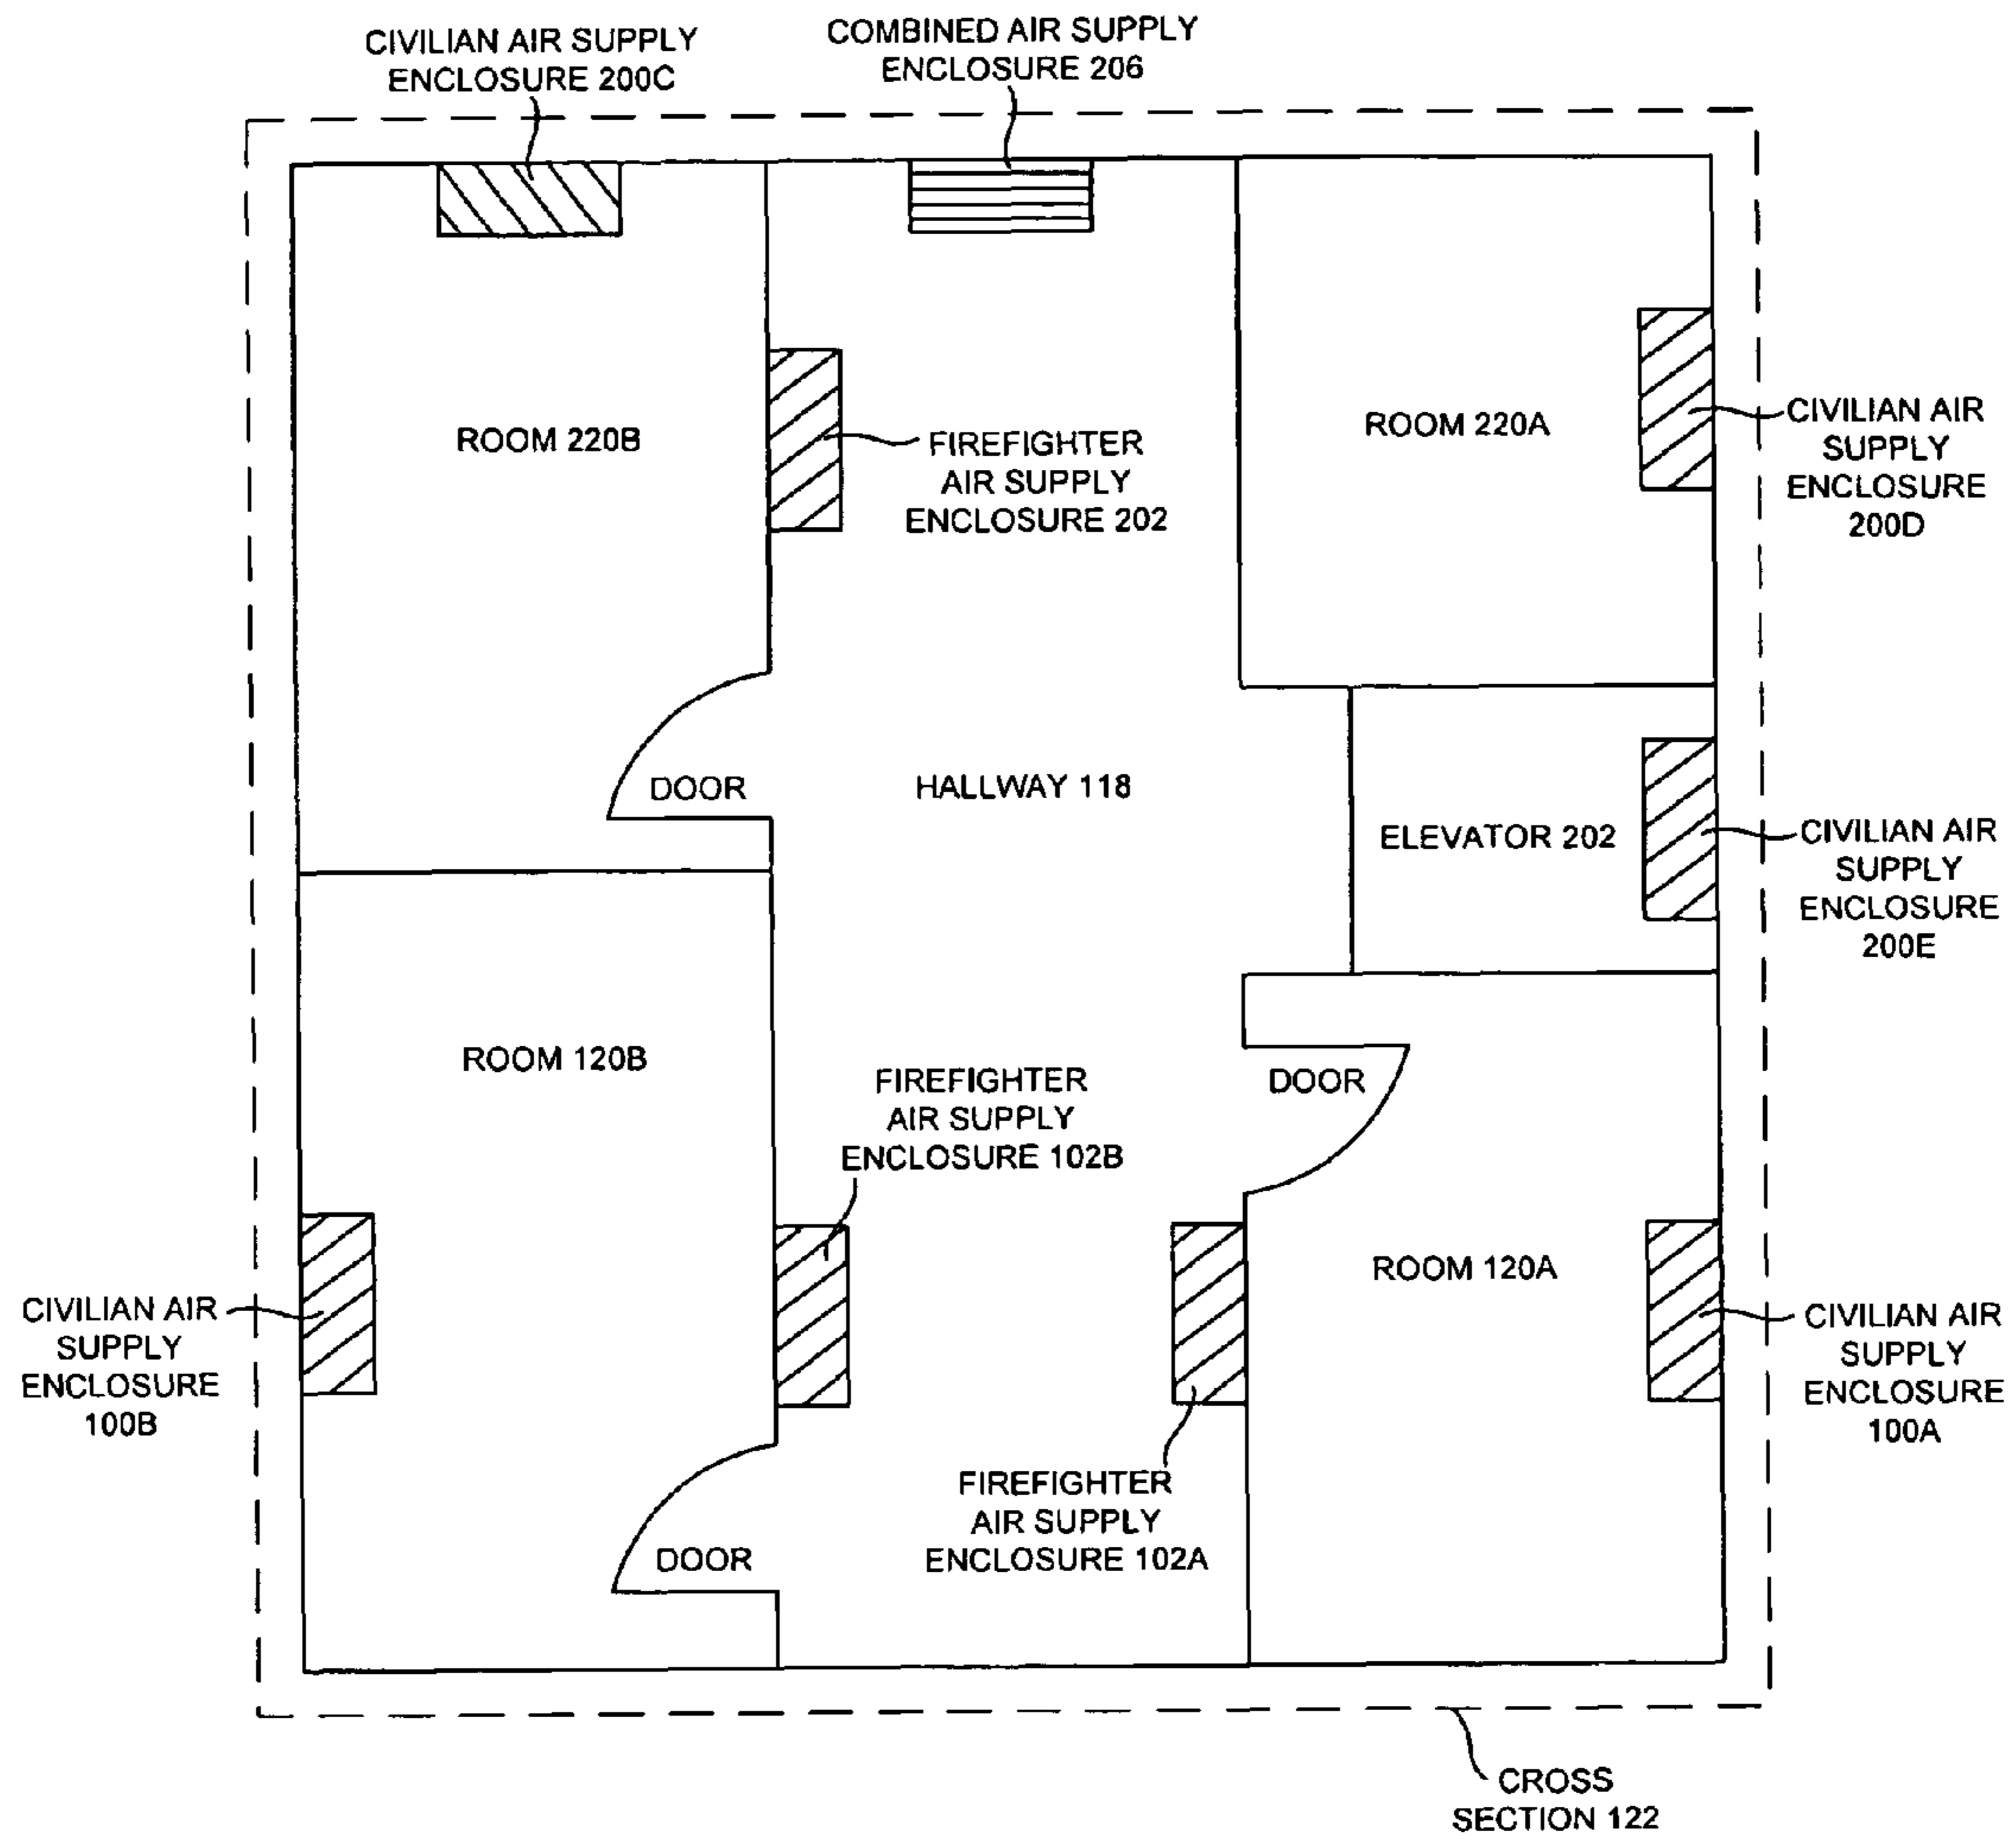 CIVILIAN AIR SUPPLY
ENCLOSURE 200C
COMBINED AIR SUPPLY
ENCLOSURE 206
ROOM 220B
FIREFIGHTER
AIR SUPPLY
ENCLOSURE 202
ROOM 220A
CIVILIAN AIR
SUPPLY
ENCLOSURE
200D
DOOR
HALLWAY 118
ELEVATOR 202
CIVILIAN AIR
SUPPLY
ENCLOSURE
200E
ROOM 120B
FIREFIGHTER
AIR SUPPLY
ENCLOSURE 102B
DOOR
ROOM 120A
CIVILIAN AIR
SUPPLY
ENCLOSURE
100B
CIVILIAN AIR
SUPPLY
ENCLOSURE
100A
FIREFIGHTER
AIR SUPPLY
ENCLOSURE 102A
DOOR
CROSS
SECTION 122